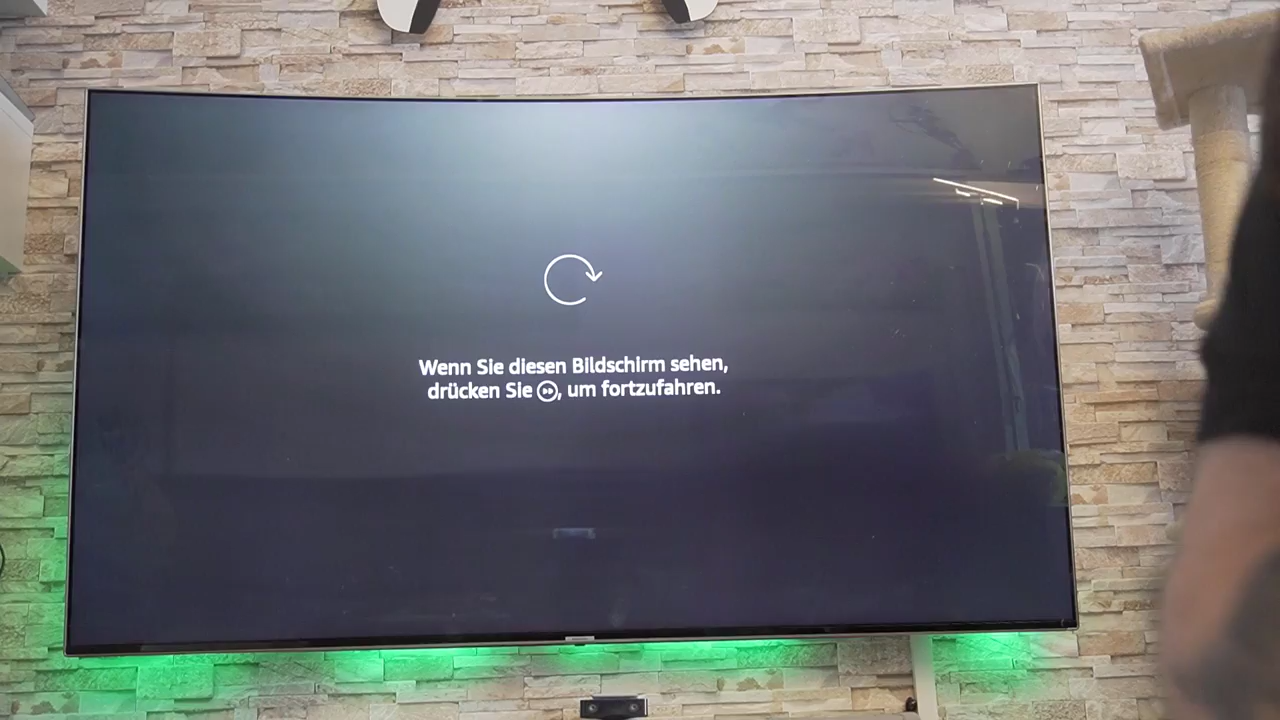 Wenn Sie diesen Bildschirm sehen,
drücken Sie , um fortzufahren.